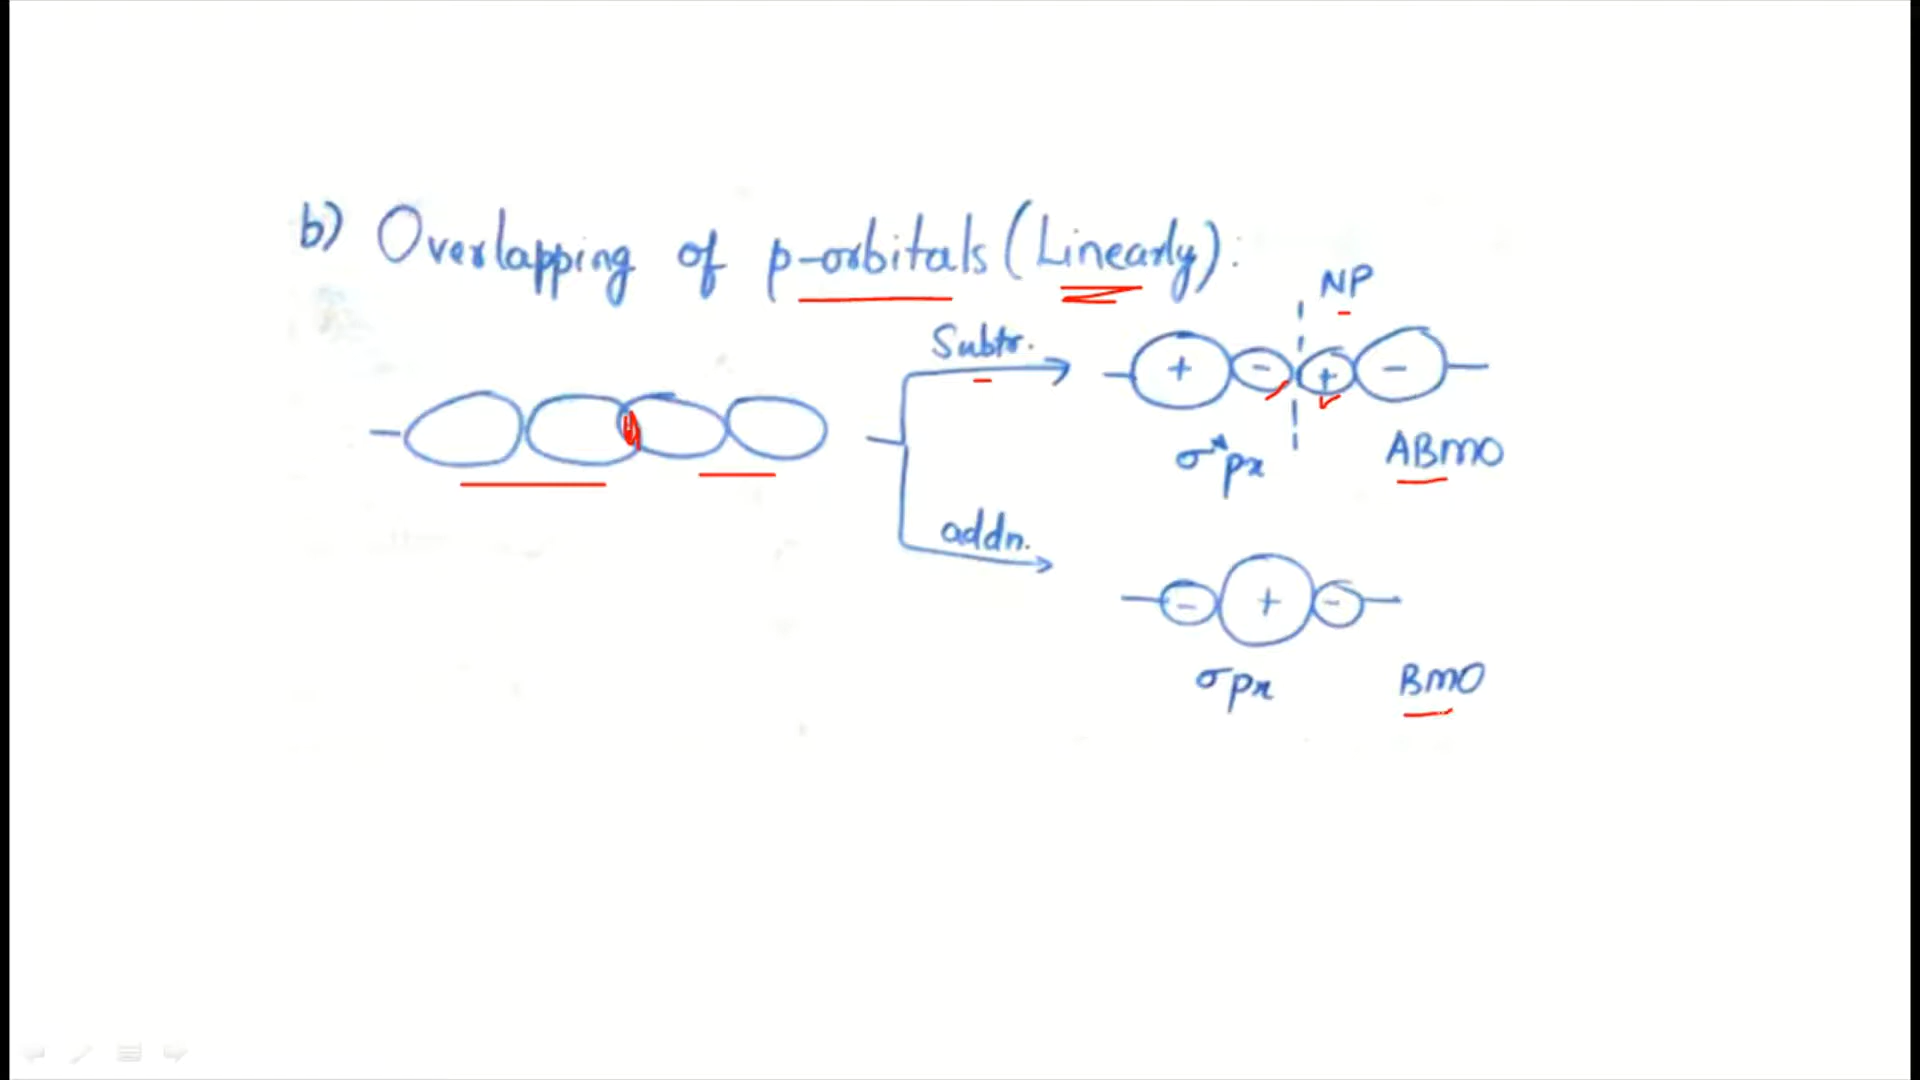 b) Overlapping of p-orbitals (Linearly):
NP
Subtr.
+ - + -
σ*px
ABMO
addn.
- + -
σpx
BMO